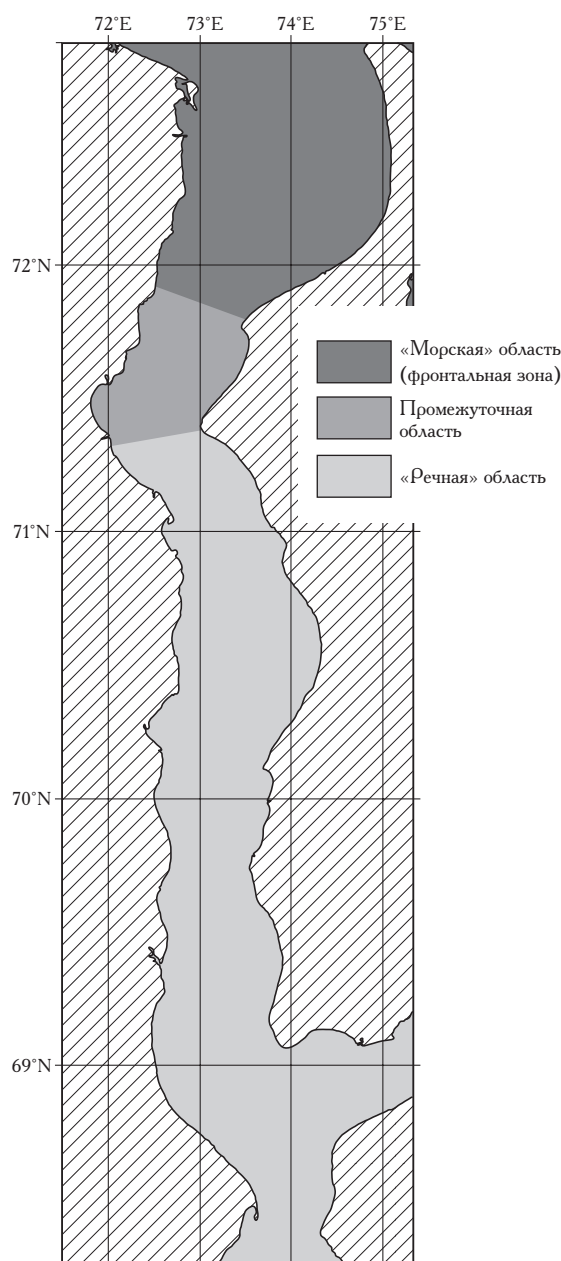 72°E 73°E 74°E 75°E
72°N
«Морская» область
(фронтальная зона)
Промежуточная
область
«Речная» область
71°N
70°N
69°N